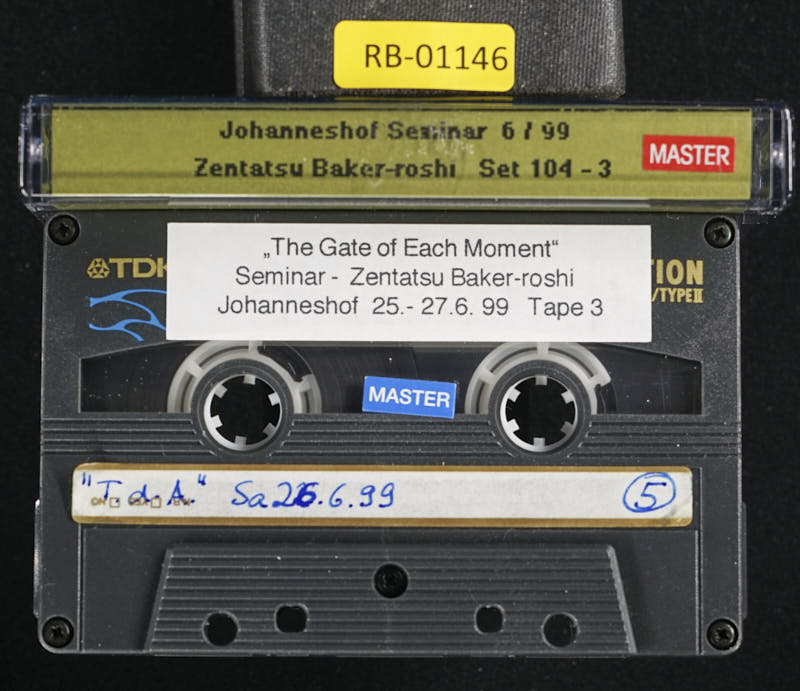 RB-01146
Johanneshof Seminar 6 / 99
MASTER
Zentatsu Baker-roshi Set 104 - 3
„The Gate of Each Moment“
Seminar - Zentatsu Baker-roshi
Johanneshof 25.- 27.6. 99 Tape 3
TDK
TION
/TYPE II
MASTER
"T. d. A." Sa 26.6.99
5